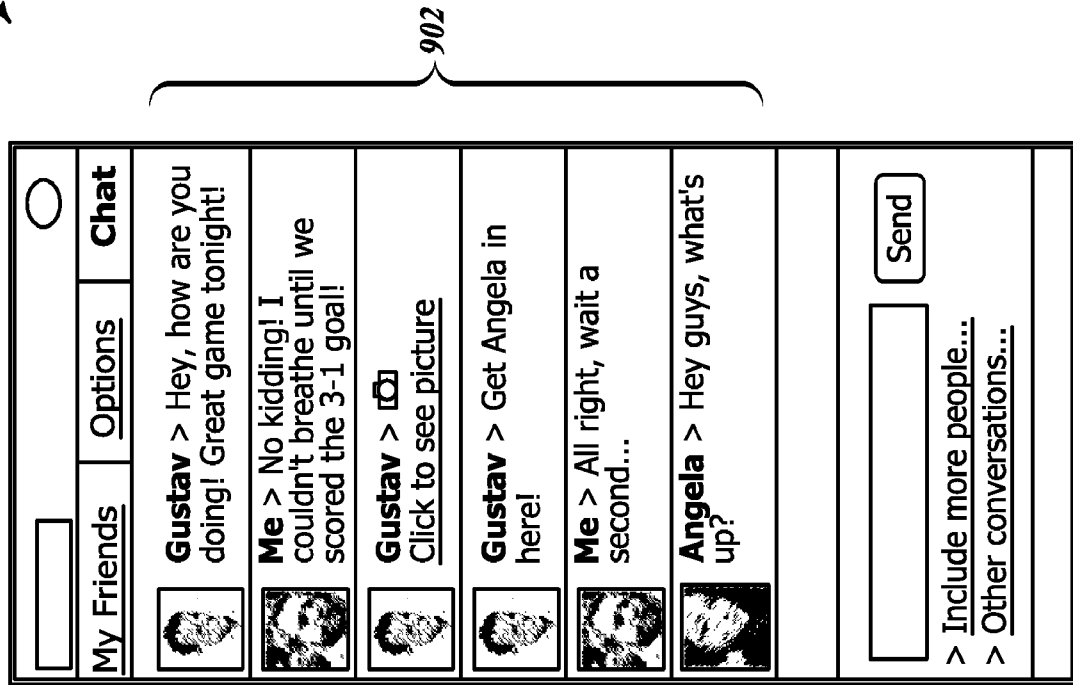 My Friends Options Chat
Gustav > Hey, how are you
doing! Great game tonight!
Me > No kidding! I
couldn't breathe until we
scored the 3-1 goal!
Gustav >
Click to see picture
Gustav > Get Angela in
here!
Me > All right, wait a
second...
Angela > Hey guys, what's
up?
Send
> Include more people...
> Other conversations...
902